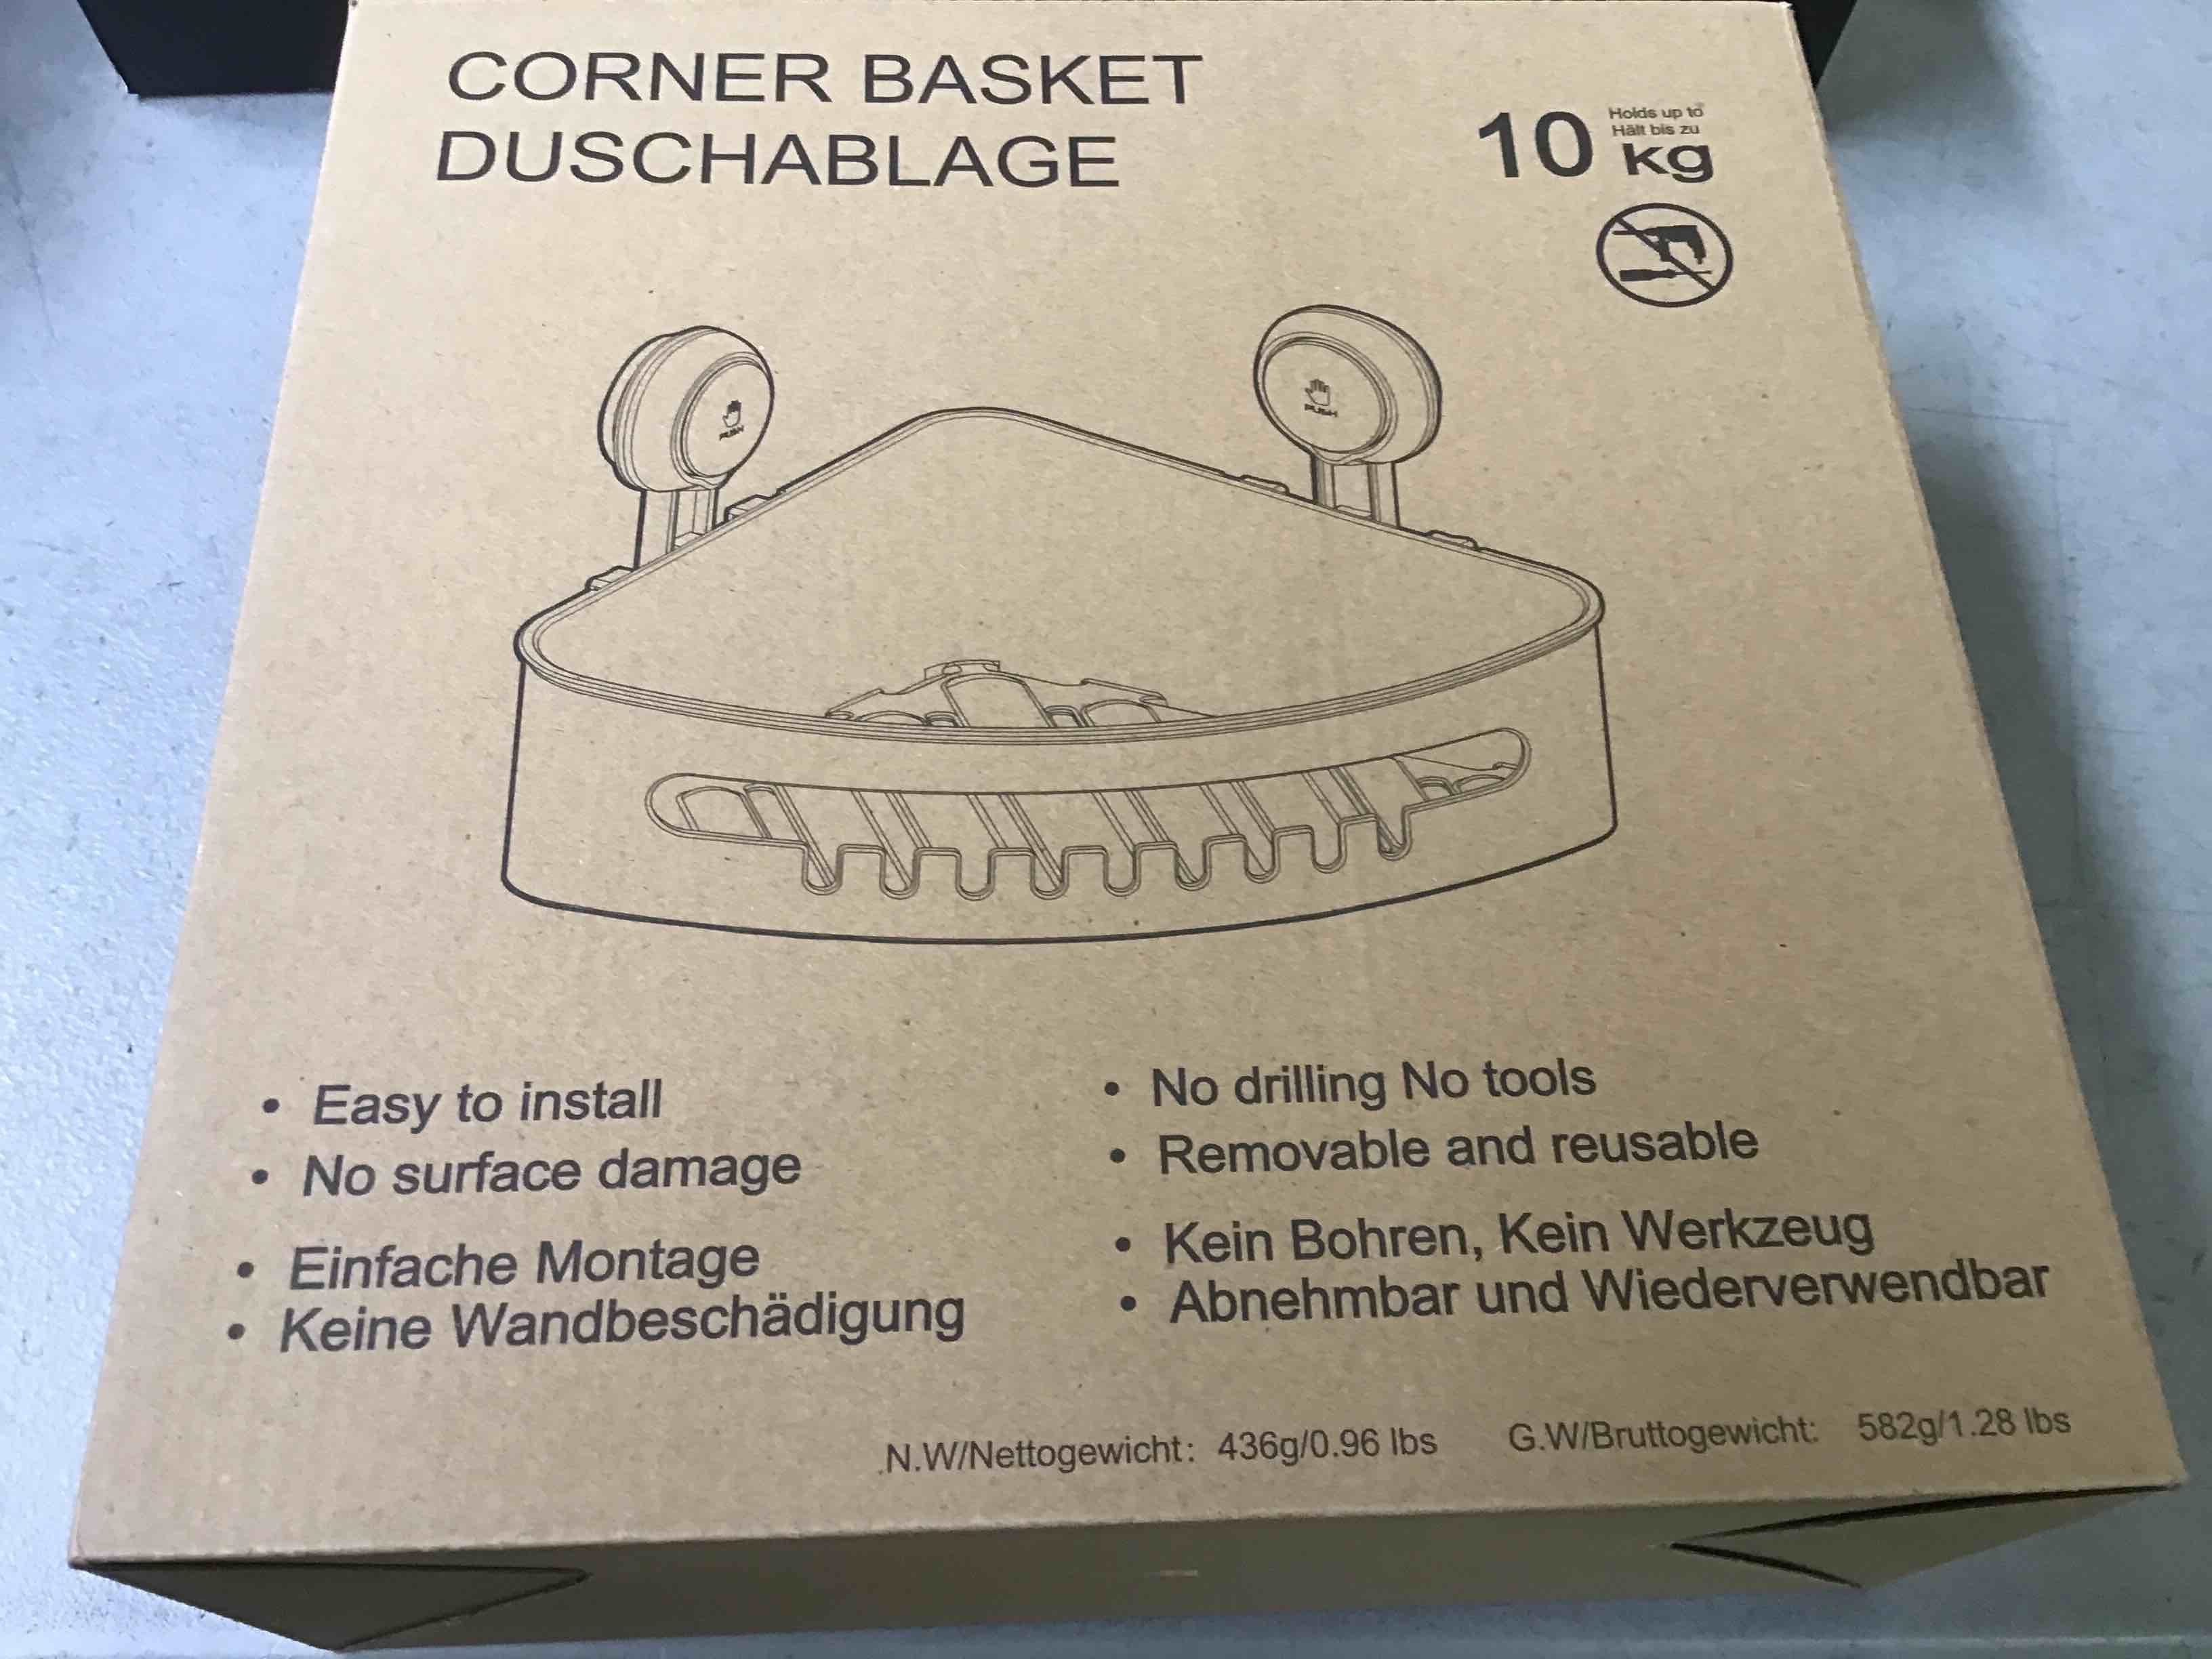 CORNER BASKET
DUSCHABLAGE
Holds up to
Hält bis zu
10 kg
PUSH
PUSH
• Easy to install
• No surface damage
• Einfache Montage
• Keine Wandbeschädigung
• No drilling No tools
• Removable and reusable
• Kein Bohren, Kein Werkzeug
• Abnehmbar und Wiederverwendbar
N.W/Nettogewicht: 436g/0.96 lbs G.W/Bruttogewicht: 582g/1.28 lbs